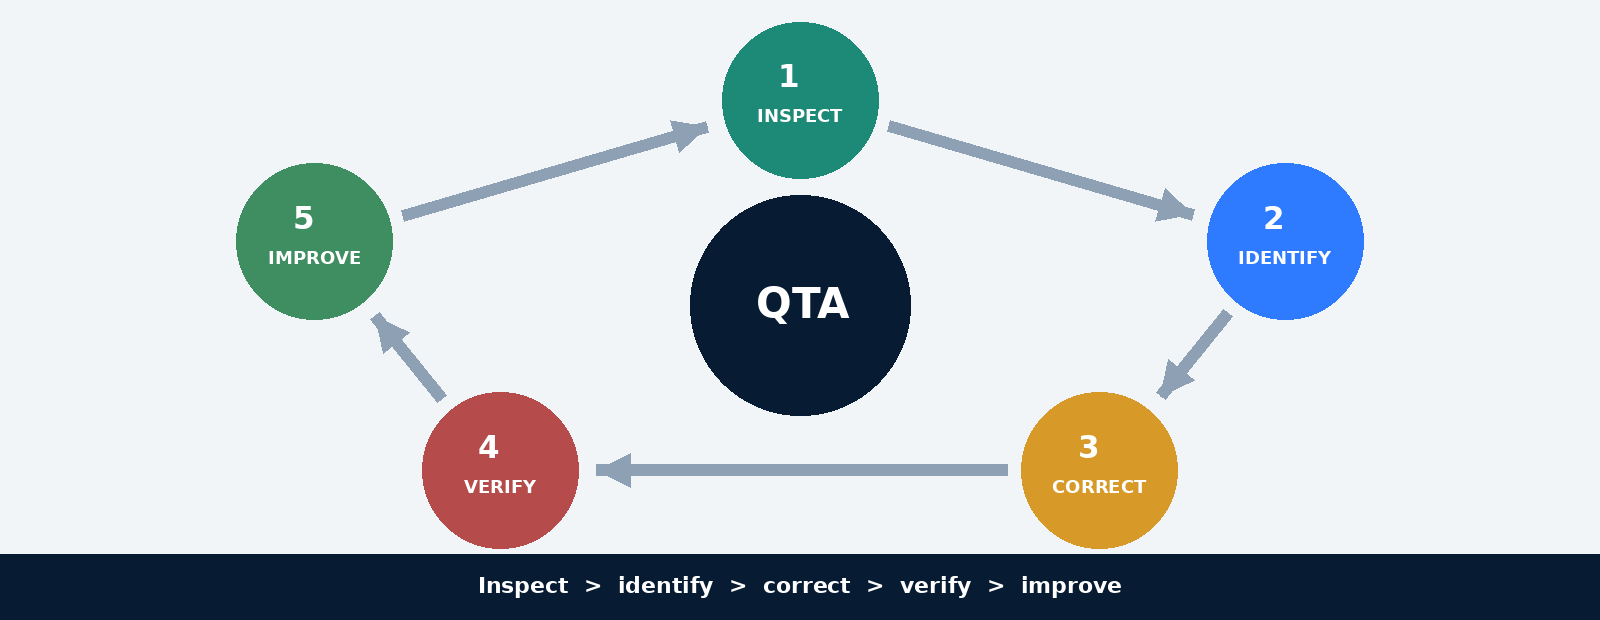 1
INSPECT
2
IDENTIFY
3
CORRECT
4
VERIFY
5
IMPROVE
QTA
Inspect > identify > correct > verify > improve